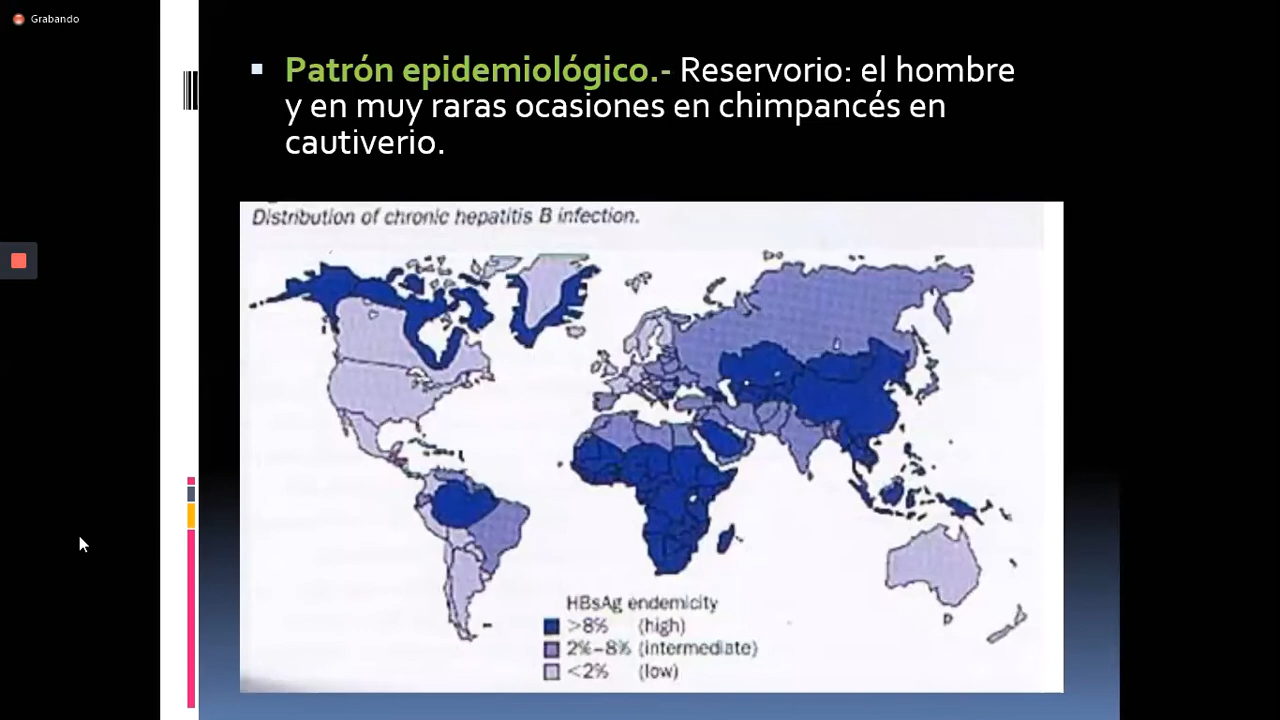 Grabando
Patrón epidemiológico.- Reservorio: el hombre
y en muy raras ocasiones en chimpancés en
cautiverio.
Distribution of chronic hepatitis B infection.
HBsAg endemicity
>8% (high)
2%-8% (intermediate)
<2% (low)